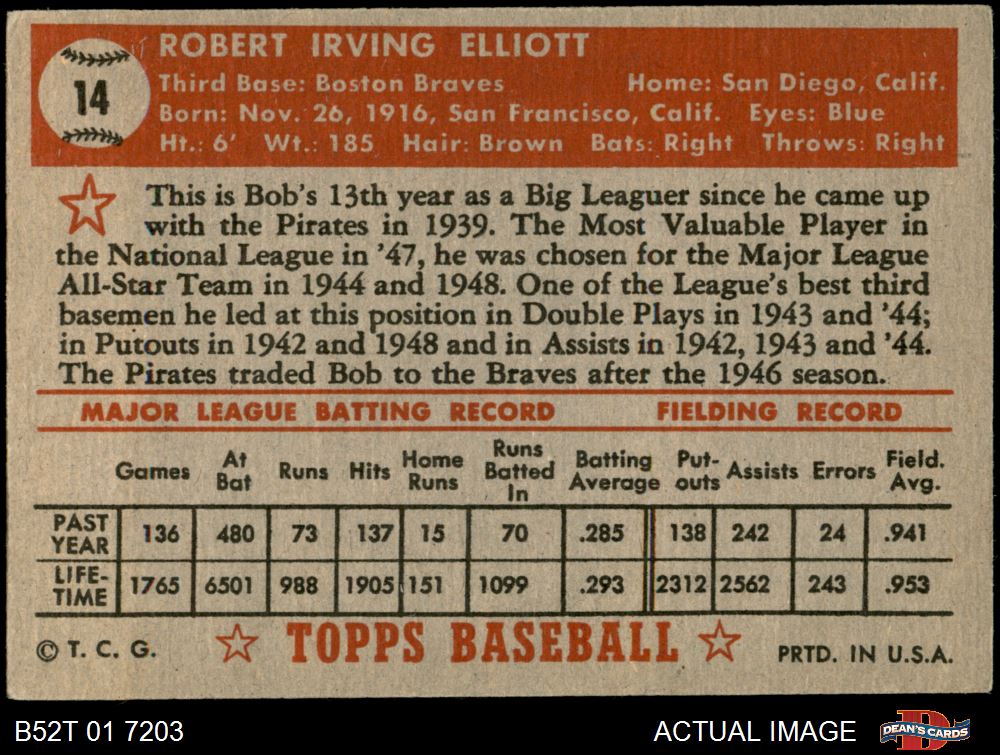 ROBERT IRVING ELLIOTT
14
Third Base: Boston Braves Home: San Diego, Calif.
Born: Nov. 26, 1916, San Francisco, Calif. Eyes: Blue
Ht.: 6' Wt.: 185 Hair: Brown Bats: Right Throws: Right
This is Bob's 13th year as a Big Leaguer since he came up
with the Pirates in 1939. The Most Valuable Player in
the National League in '47, he was chosen for the Major League
All-Star Team in 1944 and 1948. One of the League's best third
basemen he led at this position in Double Plays in 1943 and '44;
in Putouts in 1942 and 1948 and in Assists in 1942, 1943 and '44.
The Pirates traded Bob to the Braves after the 1946 season.
MAJOR LEAGUE BATTING RECORD FIELDING RECORD
Games At Bat Runs Hits Home Runs Runs Batted In Batting Average Put-outs Assists Errors Field. Avg.
PAST YEAR 136 480 73 137 15 70 .285 138 242 24 .941
LIFE-TIME 1765 6501 988 1905 151 1099 .293 2312 2562 243 .953
© T. C. G. TOPPS BASEBALL PRTD. IN U.S.A.
B52T 01 7203 ACTUAL IMAGE DEAN'S CARDS